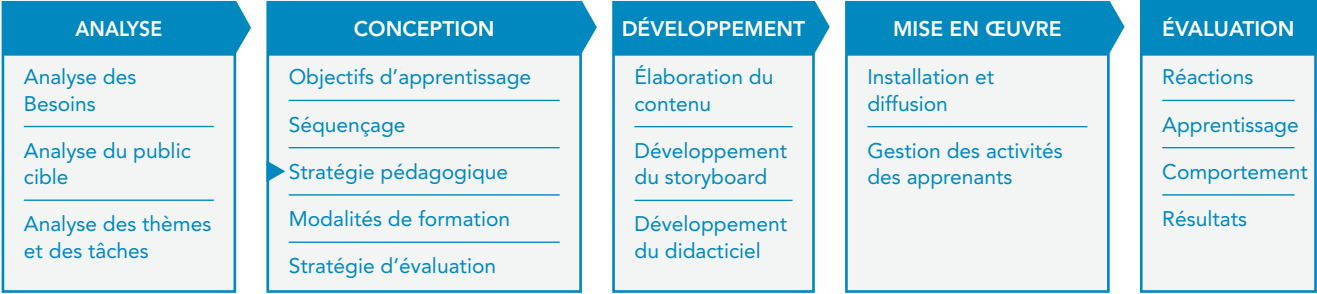 ANALYSE
Analyse des
Besoins
Analyse du public
cible
Analyse des thèmes
et des tâches
CONCEPTION
Objectifs d'apprentissage
Séquençage
Stratégie pédagogique
Modalités de formation
Stratégie d'évaluation
DÉVELOPPEMENT
Élaboration du
contenu
Développement
du storyboard
Développement
du didacticiel
MISE EN ŒUVRE
Installation et
diffusion
Gestion des activités
des apprenants
ÉVALUATION
Réactions
Apprentissage
Comportement
Résultats